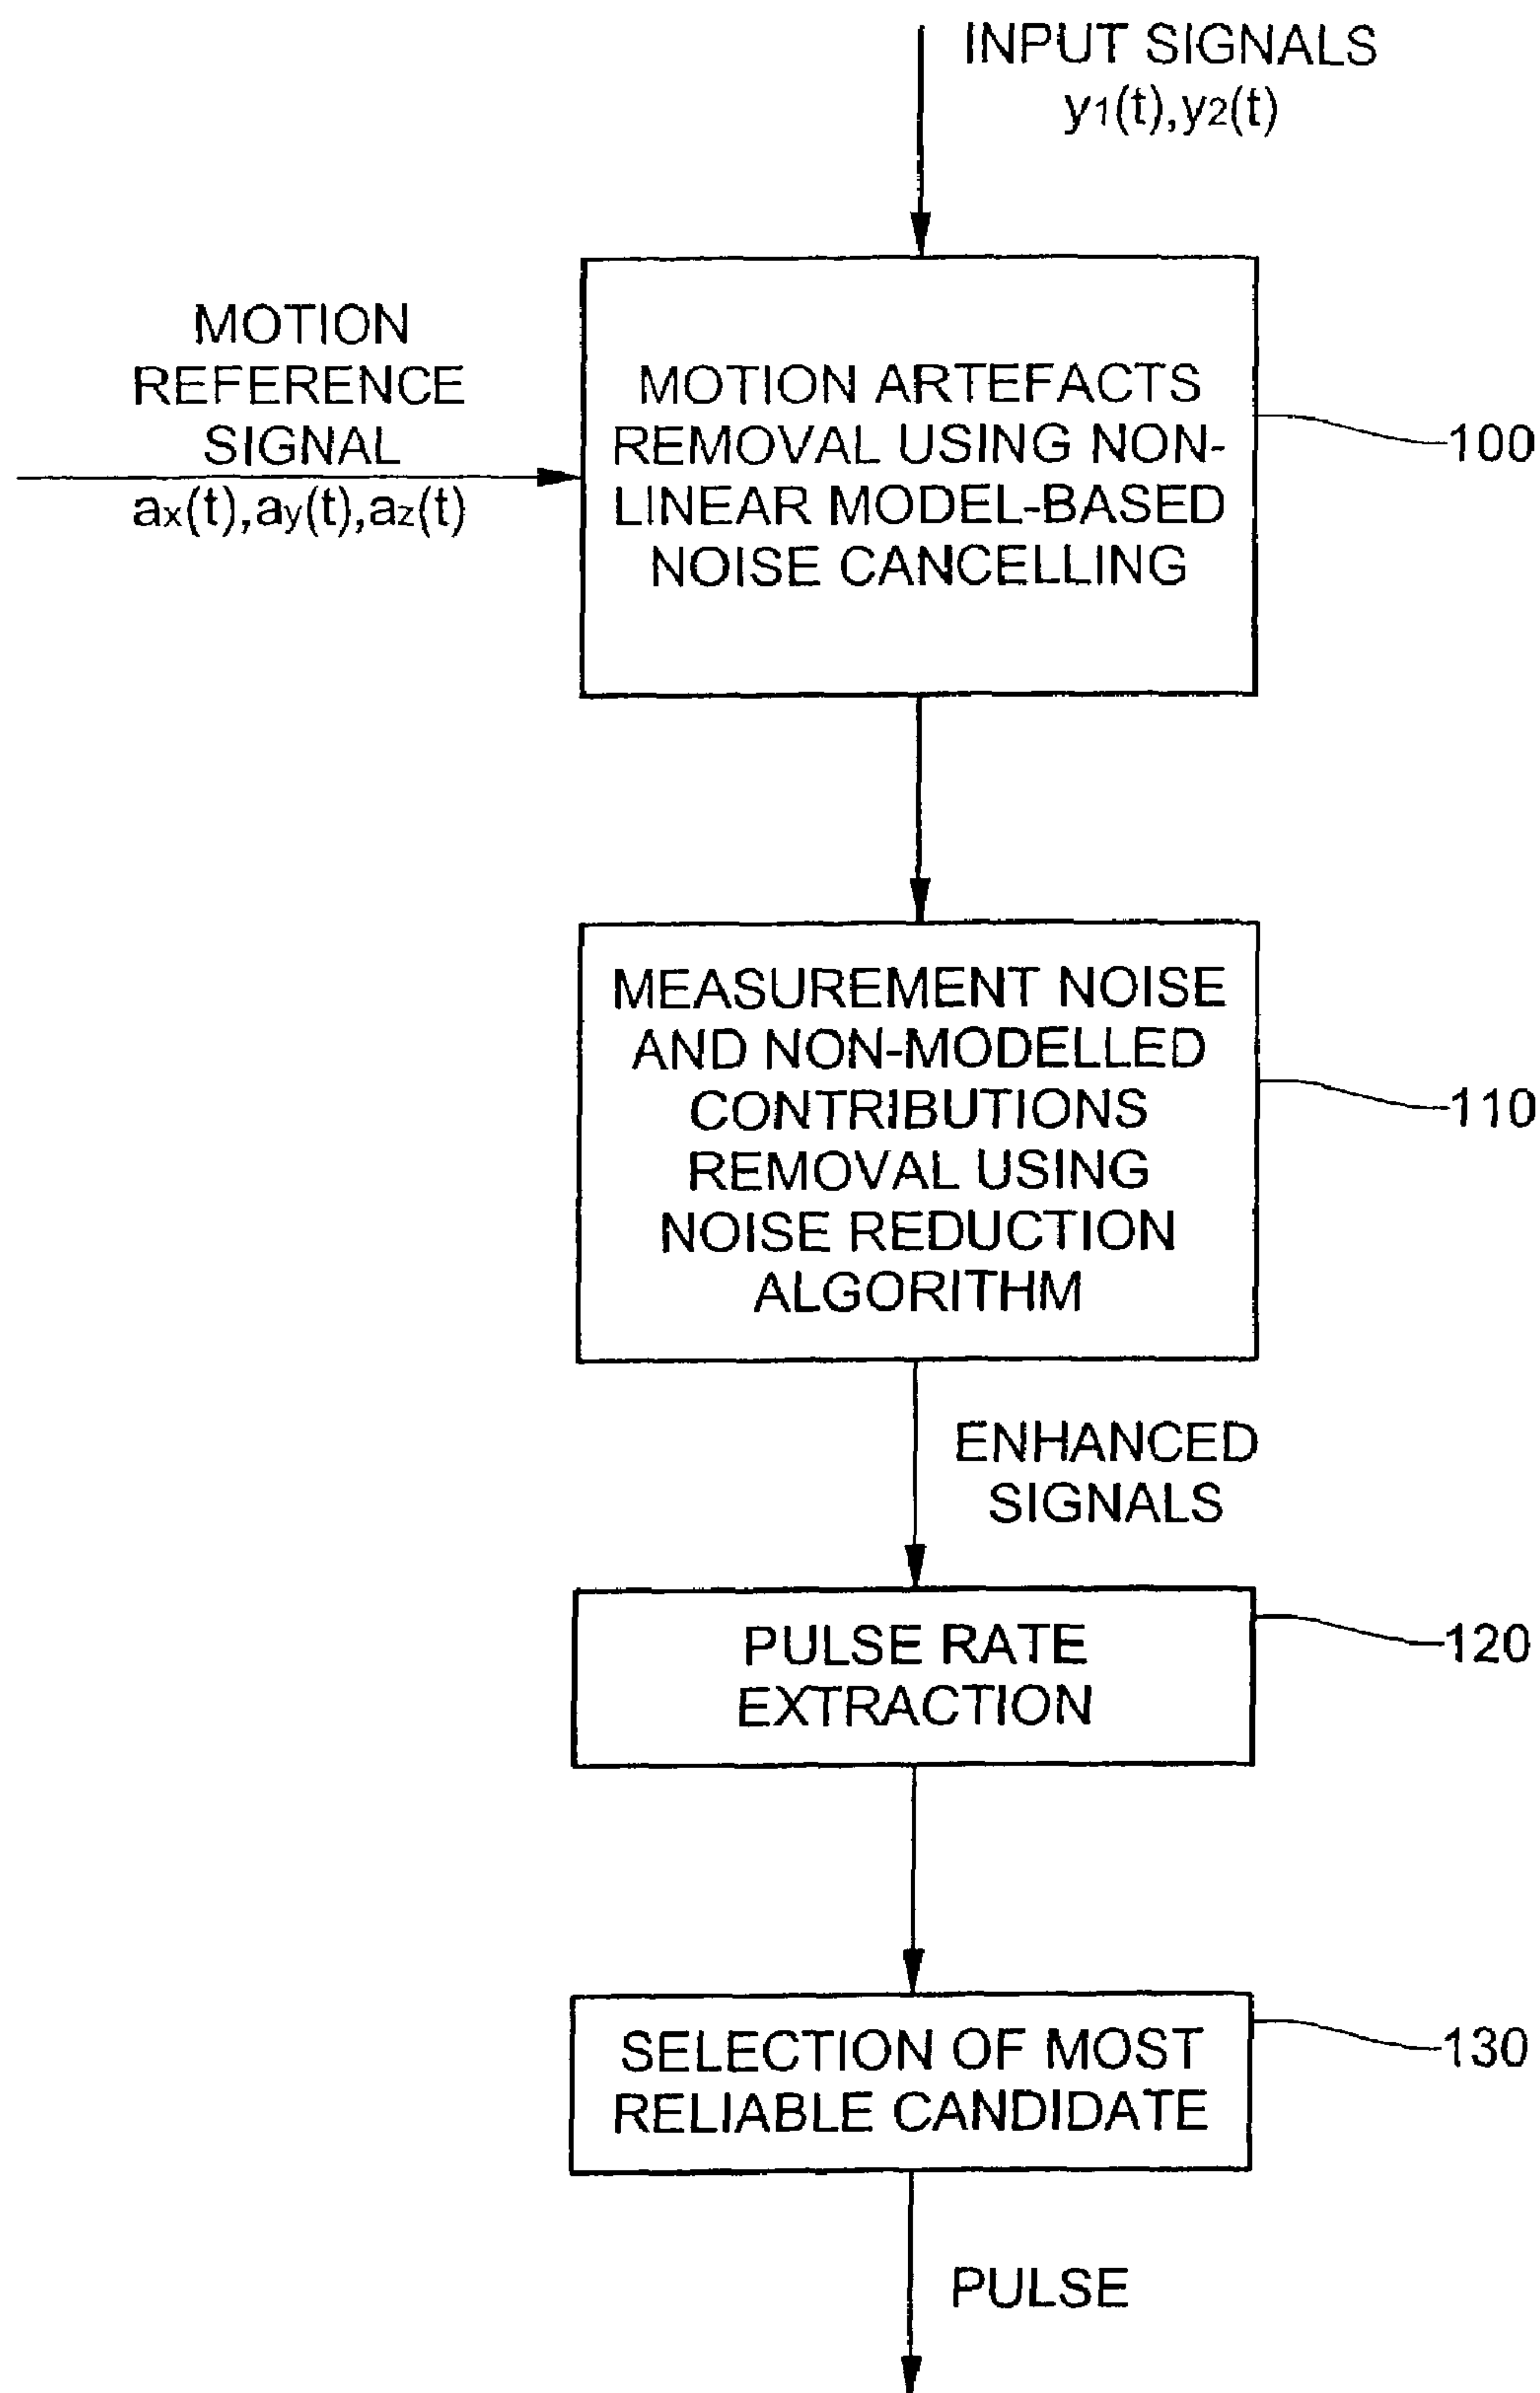 INPUT SIGNALS
y1(t),y2(t)
MOTION
REFERENCE
SIGNAL
ax(t),ay(t),az(t)
MOTION ARTEFACTS
REMOVAL USING NON-
LINEAR MODEL-BASED
NOISE CANCELLING
100
MEASUREMENT NOISE
AND NON-MODELLED
CONTRIBUTIONS
REMOVAL USING
NOISE REDUCTION
ALGORITHM
110
ENHANCED
SIGNALS
PULSE RATE
EXTRACTION
120
SELECTION OF MOST
RELIABLE CANDIDATE
130
PULSE